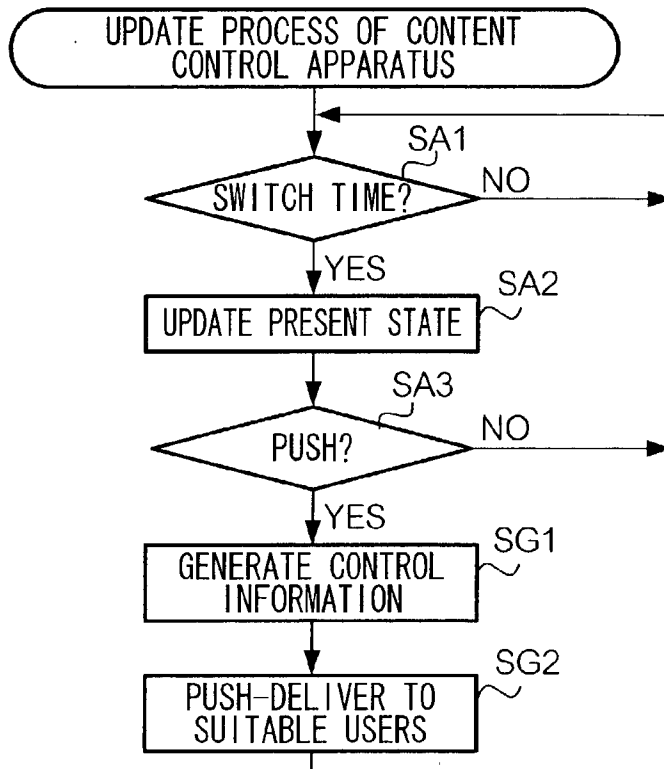 UPDATE PROCESS OF CONTENT
CONTROL APPARATUS
SA1
SWITCH TIME?
NO
YES
SA2
UPDATE PRESENT STATE
SA3
PUSH?
NO
YES
SG1
GENERATE CONTROL
INFORMATION
SG2
PUSH-DELIVER TO
SUITABLE USERS